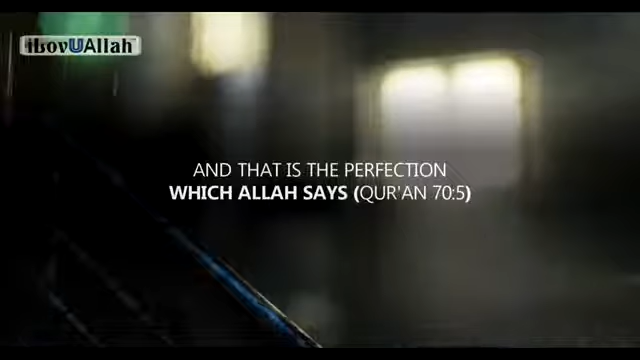 iLovUAllah
AND THAT IS THE PERFECTION
WHICH ALLAH SAYS (QUR'AN 70:5)